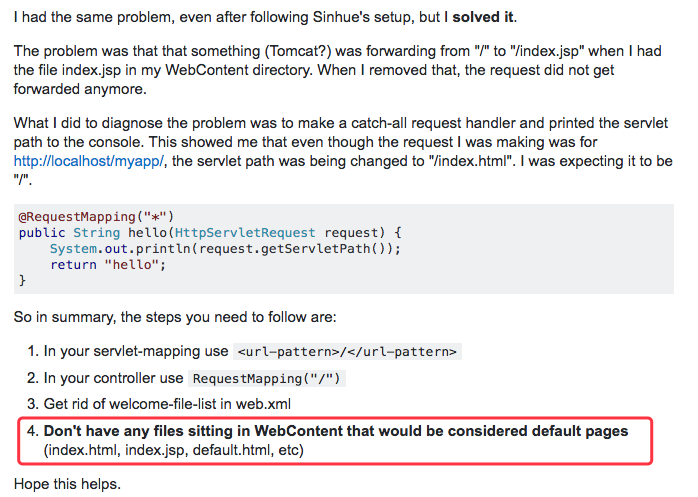 I had the same problem, even after following Sinhue's setup, but I solved it.
The problem was that that something (Tomcat?) was forwarding from "/" to "/index.jsp" when I had
the file index.jsp in my WebContent directory. When I removed that, the request did not get
forwarded anymore.
What I did to diagnose the problem was to make a catch-all request handler and printed the servlet
path to the console. This showed me that even though the request I was making was for
http://localhost/myapp/, the servlet path was being changed to "/index.html". I was expecting it to be
"/".
@RequestMapping("*")
public String hello(HttpServletRequest request) {
    System.out.println(request.getServletPath());
    return "hello";
}
So in summary, the steps you need to follow are:
1. In your servlet-mapping use <url-pattern>/</url-pattern>
2. In your controller use RequestMapping("/")
3. Get rid of welcome-file-list in web.xml
4. Don't have any files sitting in WebContent that would be considered default pages
(index.html, index.jsp, default.html, etc)
Hope this helps.